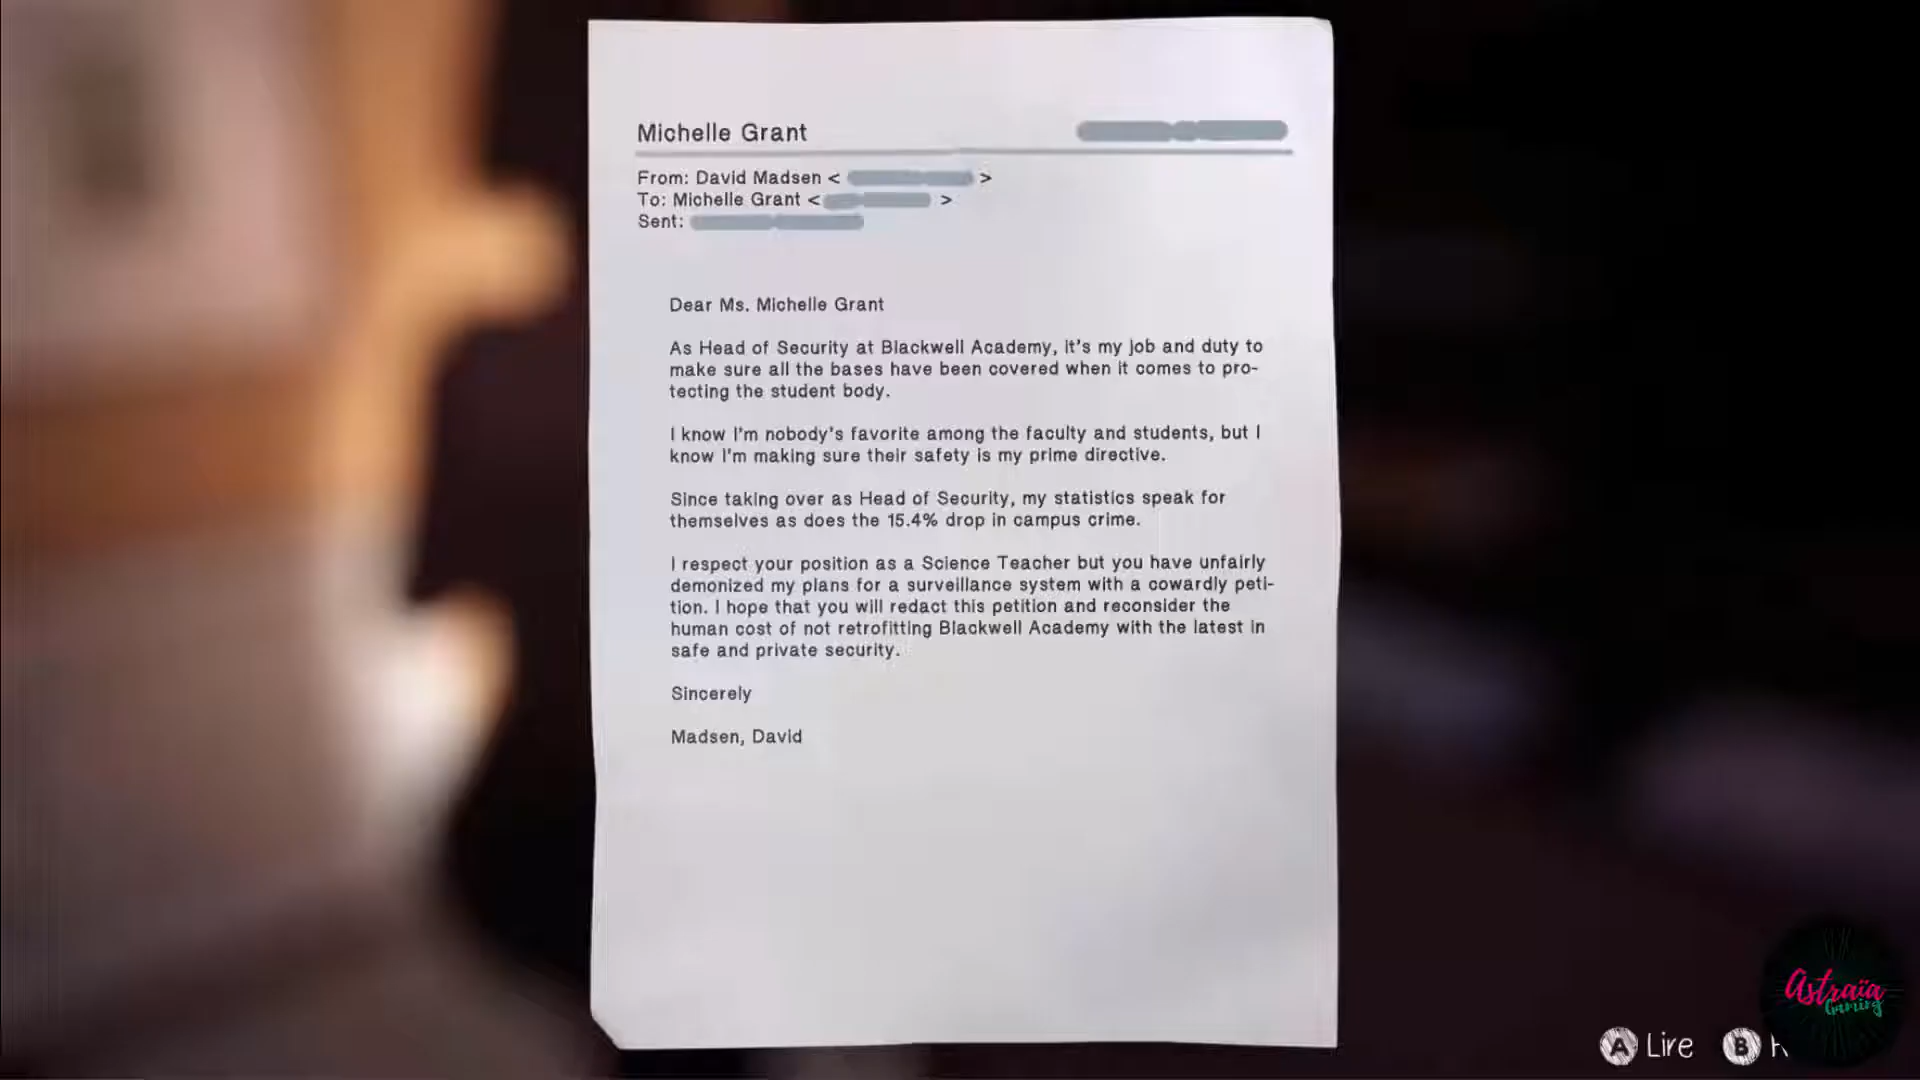 Michelle Grant
From: David Madsen < >
To: Michelle Grant < >
Sent:
Dear Ms. Michelle Grant
As Head of Security at Blackwell Academy, it's my job and duty to
make sure all the bases have been covered when it comes to pro-
tecting the student body.
I know I'm nobody's favorite among the faculty and students, but I
know I'm making sure their safety is my prime directive.
Since taking over as Head of Security, my statistics speak for
themselves as does the 15.4% drop in campus crime.
I respect your position as a Science Teacher but you have unfairly
demonized my plans for a surveillance system with a cowardly peti-
tion. I hope that you will redact this petition and reconsider the
human cost of not retrofitting Blackwell Academy with the latest in
safe and private security.
Sincerely
Madsen, David
Astraïa
Gaming
A Lire B